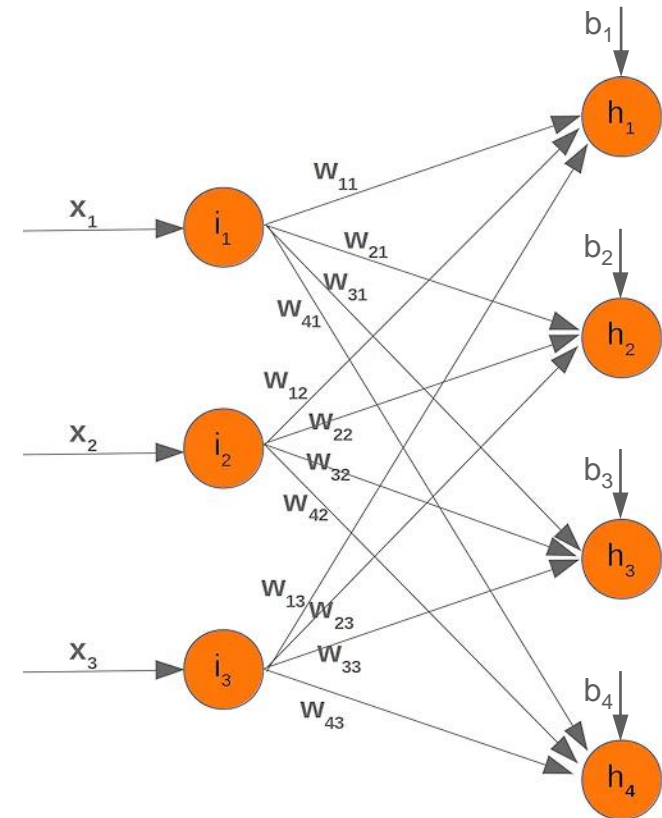 b₁
h₁
w₁₁
x₁
i₁
w₂₁
b₂
w₃₁
w₄₁
h₂
w₁₂
w₂₂
x₂
i₂
w₃₂
b₃
w₄₂
h₃
w₁₃
w₂₃
x₃
i₃
w₃₃
b₄
w₄₃
h₄